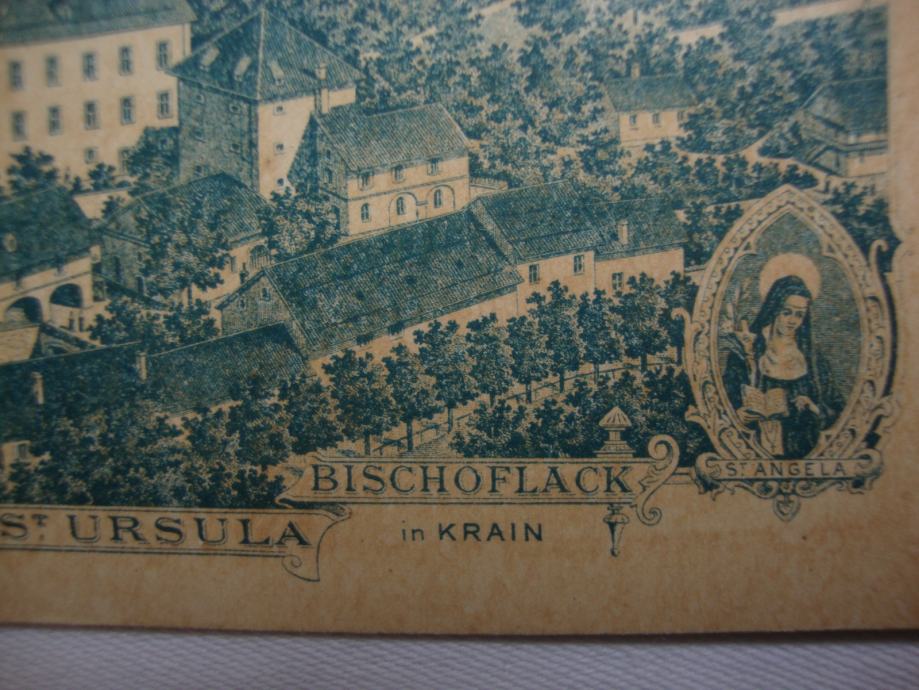 ST. ANGELA
BISCHOFLACK
ST. URSULA
in KRAIN